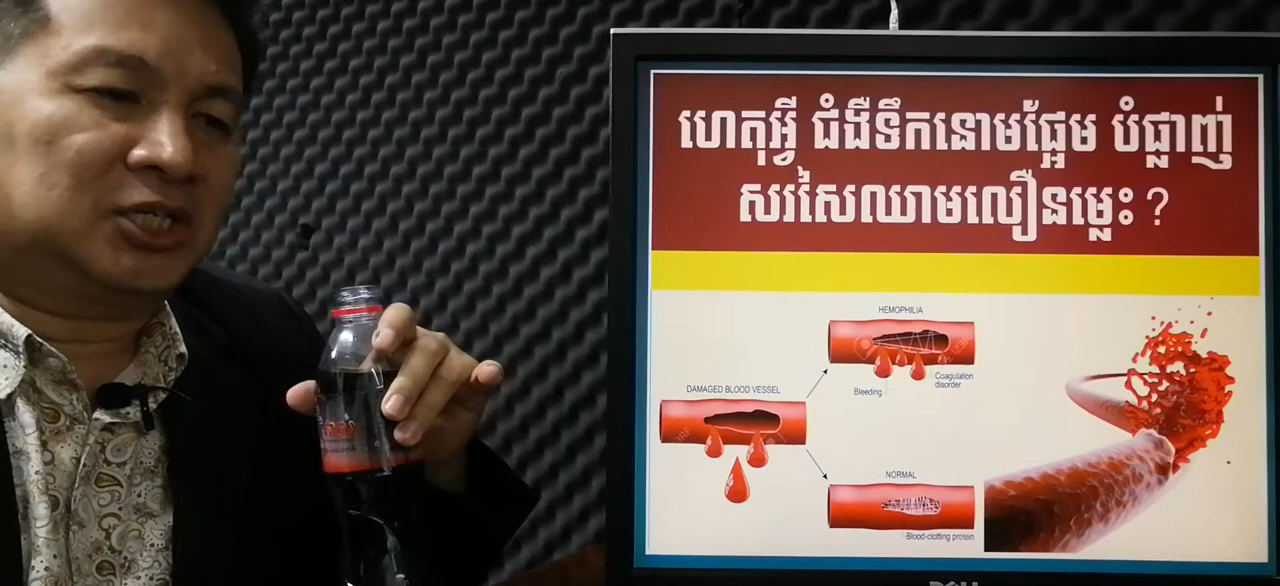 ហេតុអ្វី ជំងឺទឹកនោមផ្អែម បំផ្លាញ់
សរសៃឈាមលឿនម្លេះ ?
HEMOPHILIA
Bleeding
Coagulation
disorder
DAMAGED BLOOD VESSEL
NORMAL
Blood-clotting protein